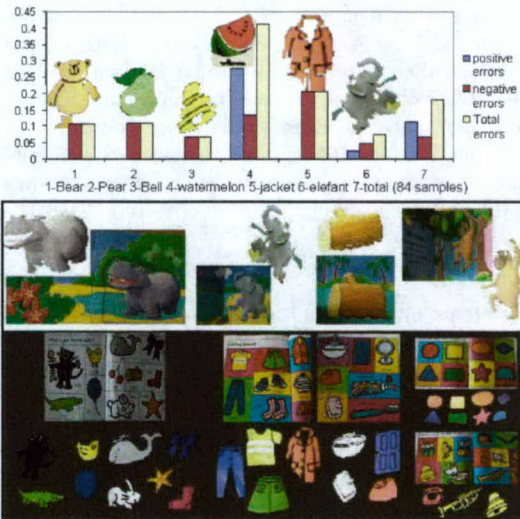 0.45
0.4
0.35
0.3
0.25
0.2
0.15
0.1
0.05
0
positive errors
negative errors
Total errors
1 2 3 4 5 6 7
1-Bear 2-Pear 3-Bell 4-watermelon 5-jacket 6-elefant 7-total (84 samples)